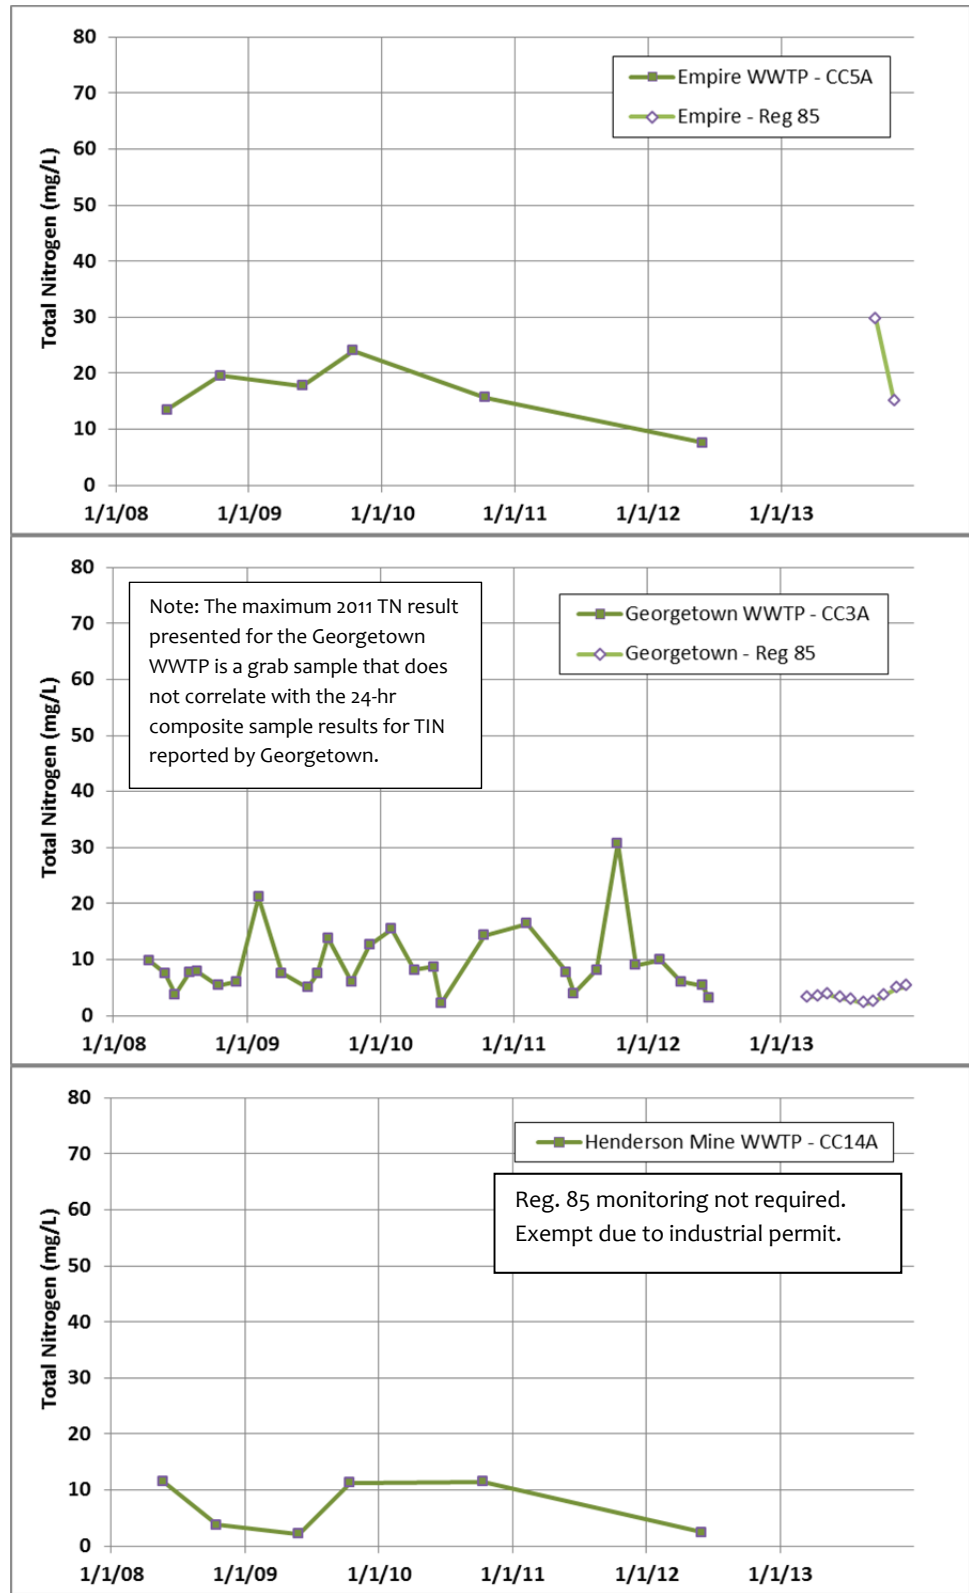 80
70
60
50
40
30
20
10
0
Total Nitrogen (mg/L)
Empire WWTP - CC5A
Empire - Reg 85
1/1/08 1/1/09 1/1/10 1/1/11 1/1/12 1/1/13
80
70
60
50
40
30
20
10
0
Total Nitrogen (mg/L)
Note: The maximum 2011 TN result
presented for the Georgetown
WWTP is a grab sample that does
not correlate with the 24-hr
composite sample results for TIN
reported by Georgetown.
Georgetown WWTP - CC3A
Georgetown - Reg 85
1/1/08 1/1/09 1/1/10 1/1/11 1/1/12 1/1/13
80
70
60
50
40
30
20
10
0
Total Nitrogen (mg/L)
Henderson Mine WWTP - CC14A
Reg. 85 monitoring not required.
Exempt due to industrial permit.
1/1/08 1/1/09 1/1/10 1/1/11 1/1/12 1/1/13